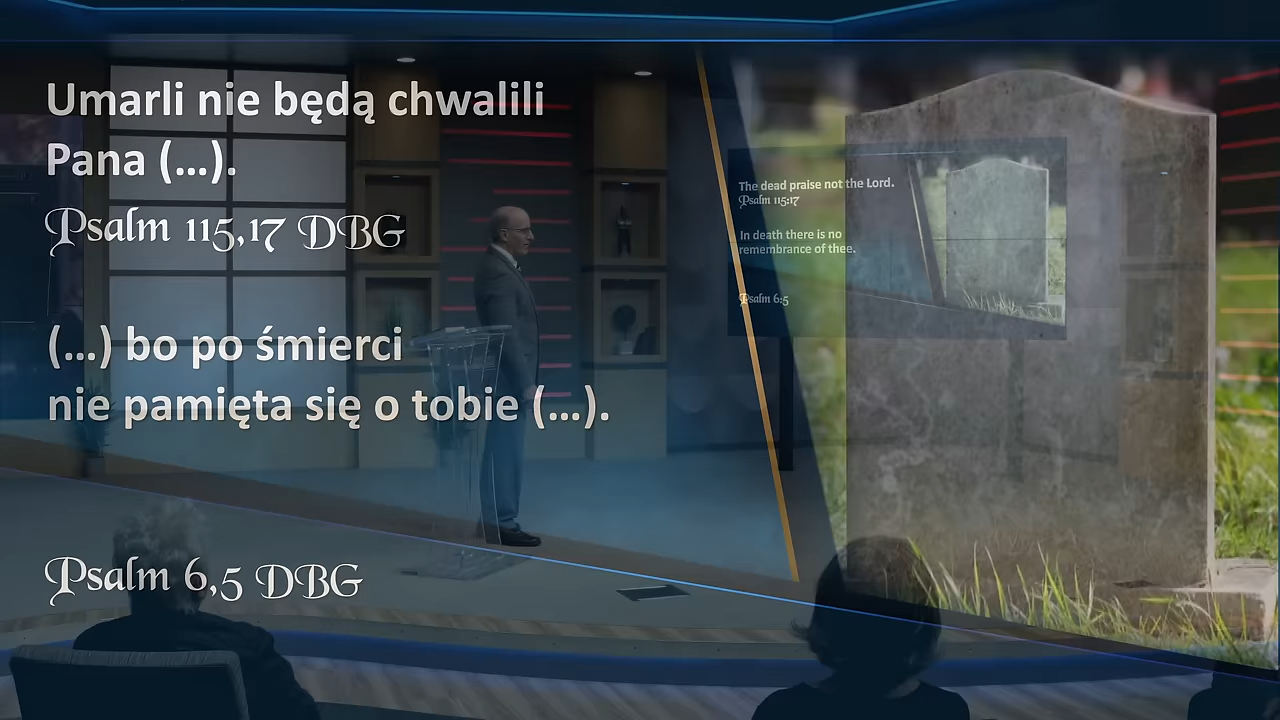 Umarli nie będą chwalili
Pana (...).
Psalm 115,17 DBG
(...) bo po śmierci
nie pamięta się o tobie (...).
Psalm 6,5 DBG
The dead praise not the Lord.
Psalm 115:17
In death there is no
remembrance of thee.
Psalm 6:5